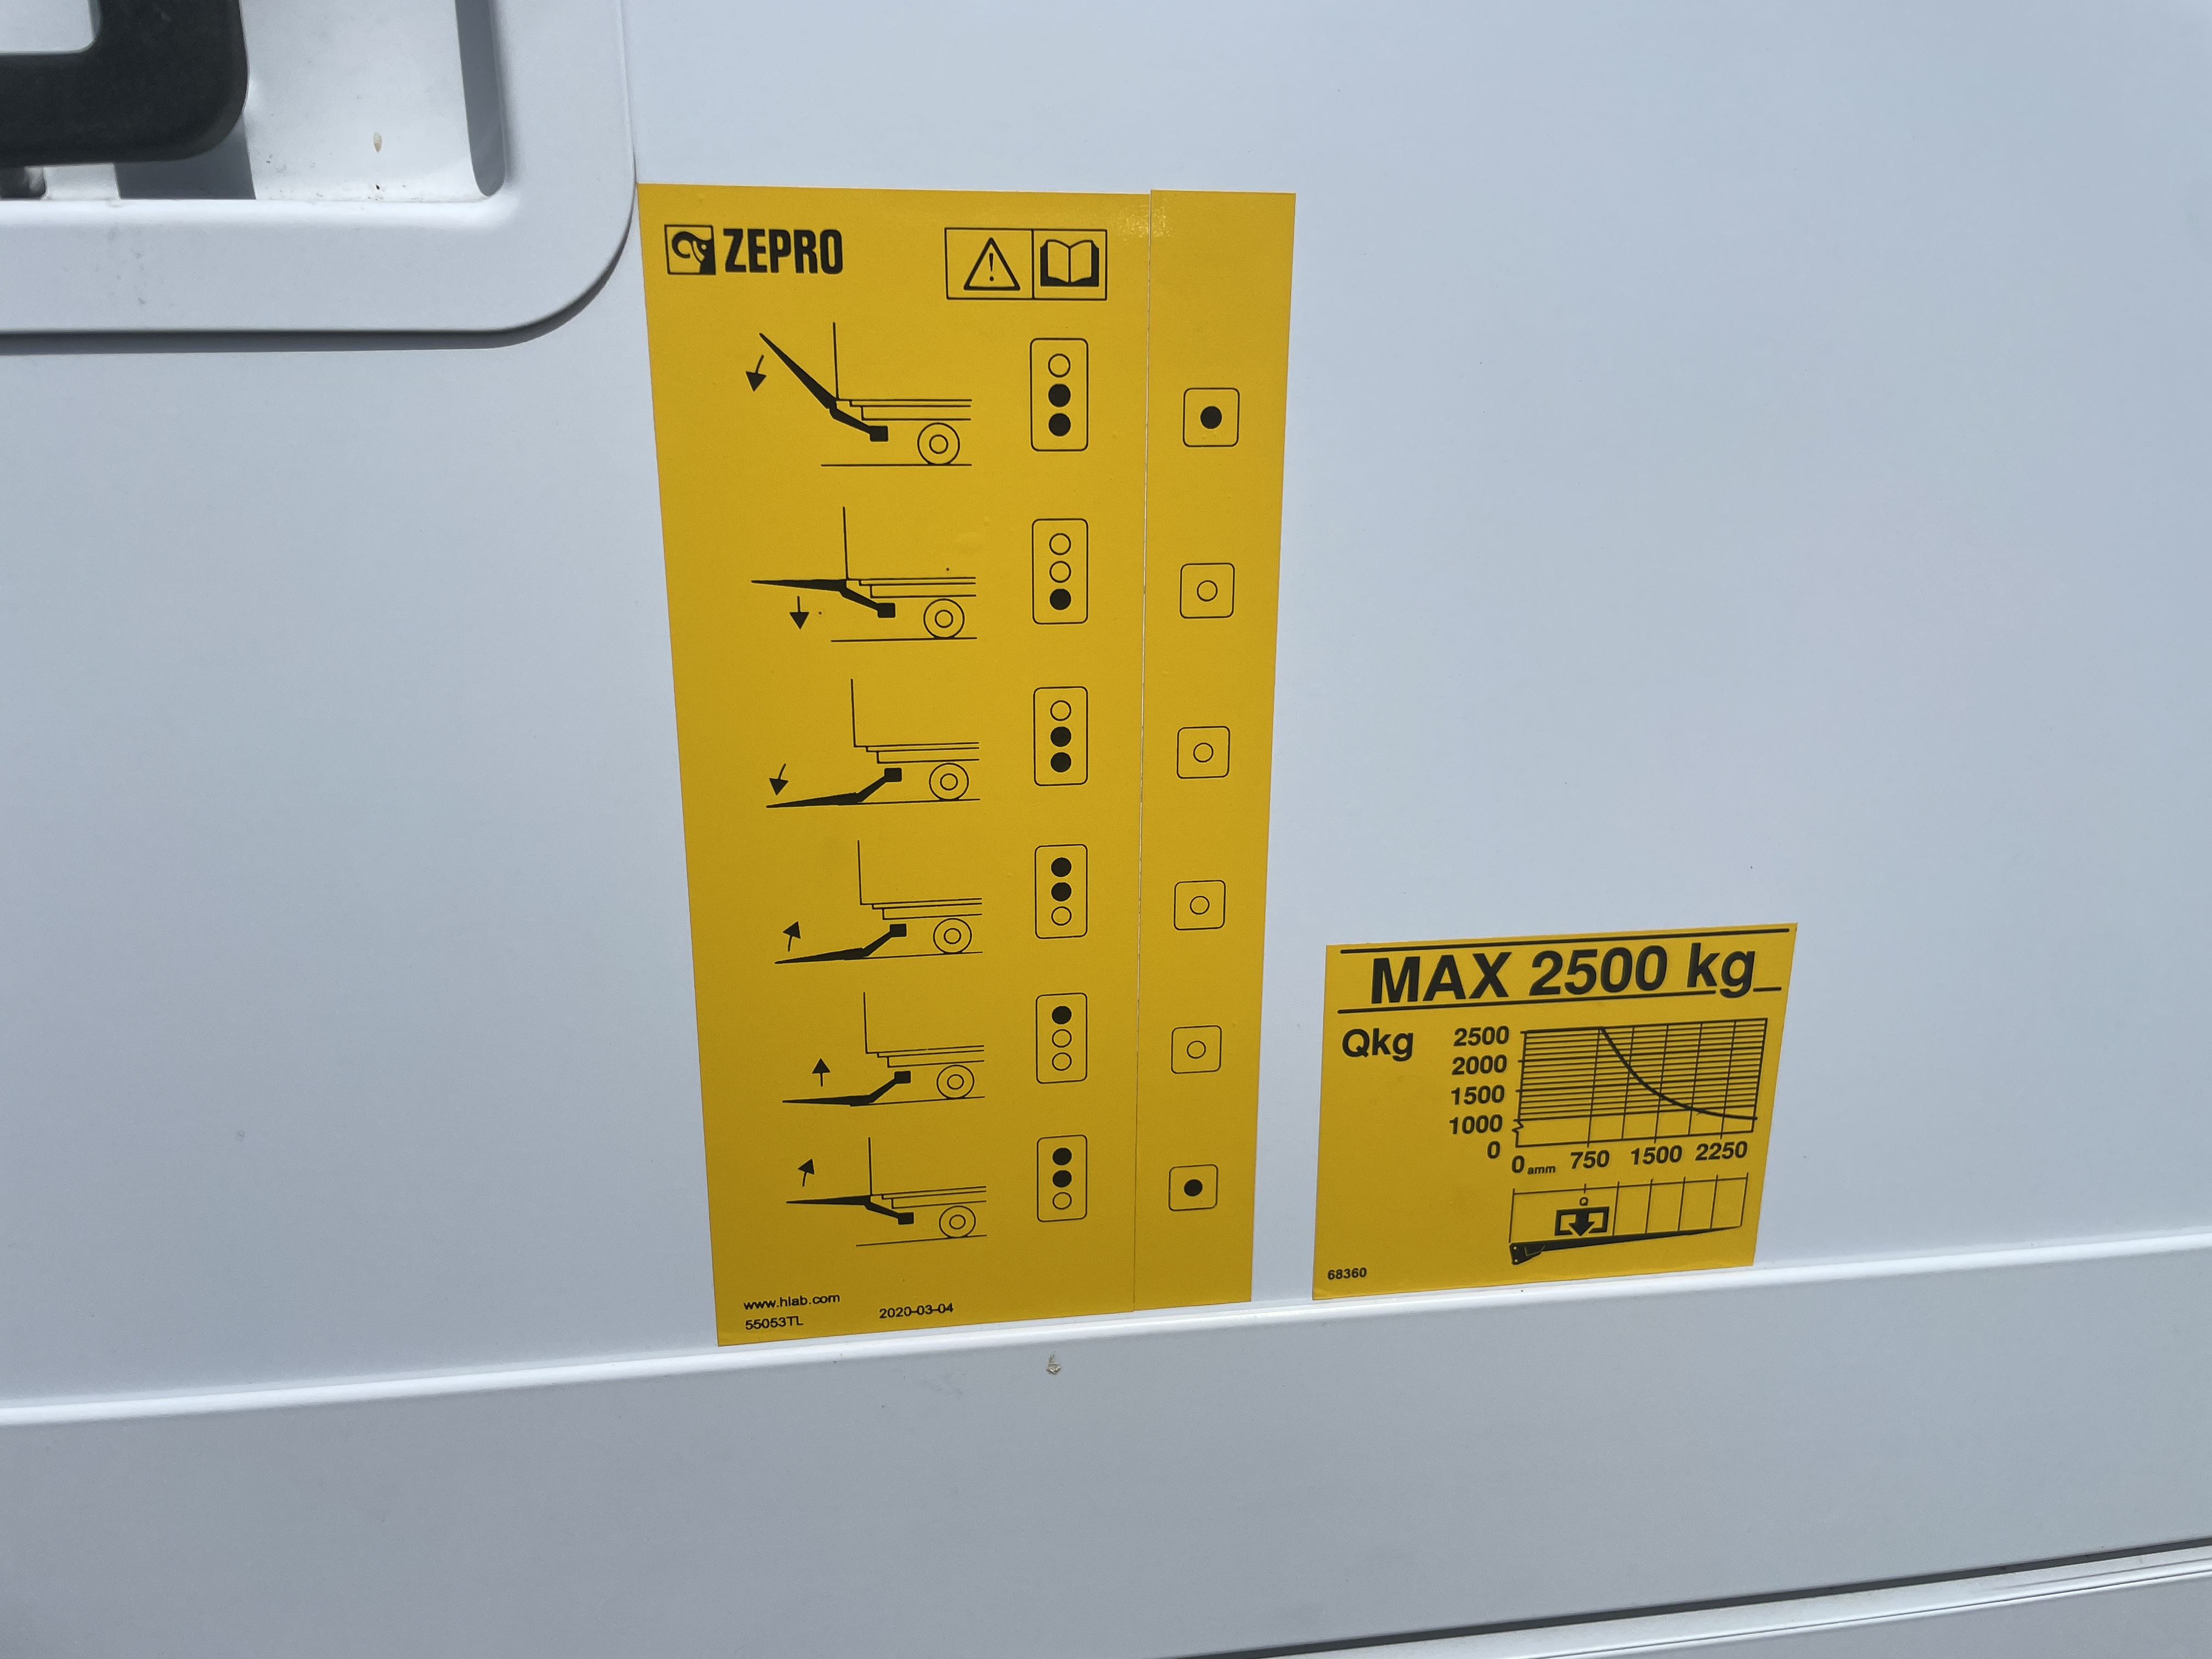 ZEPRO
www.hiab.com
55053TL
2020-03-04
MAX 2500 kg
Qkg
2500
2000
1500
1000
0
0 amm 750 1500 2250
Q
68360